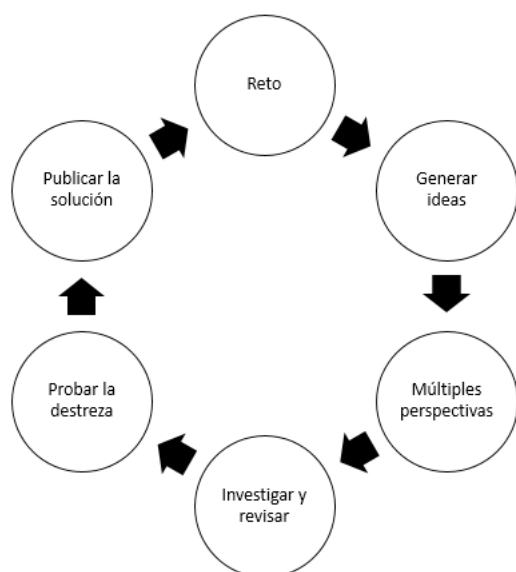 Reto
Generar
ideas
Múltiples
perspectivas
Investigar y
revisar
Probar la
destreza
Publicar la
solución